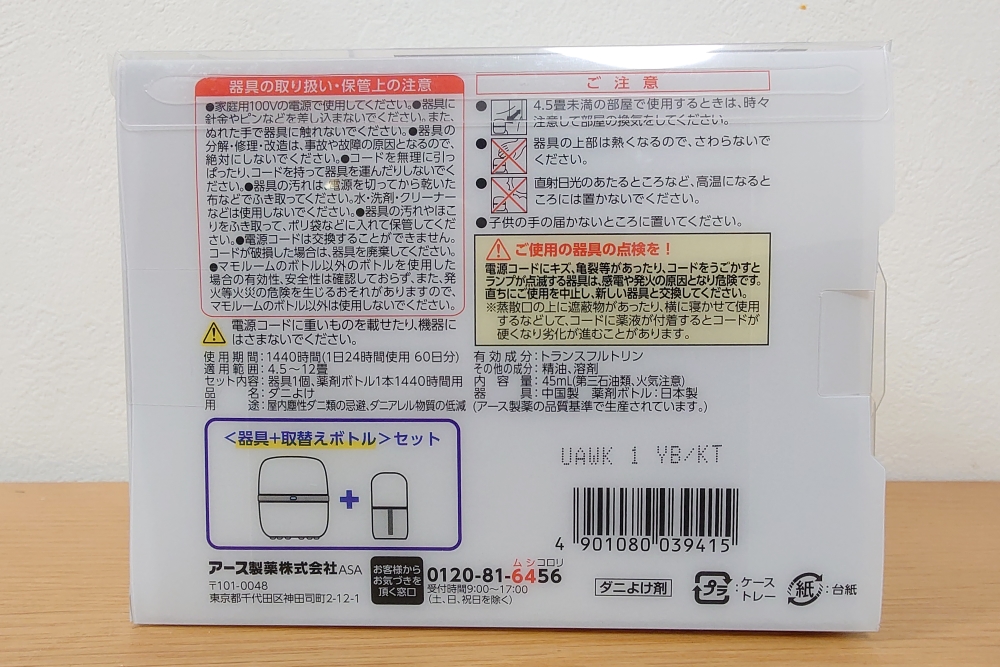 器具の取り扱い・保管上の注意
●家庭用100Vの電源で使用してください。●器具に
針金やピンなどを差し込まないでください。また、
ぬれた手で器具に触れないでください。●器具の
分解・修理・改造は、事故や故障の原因となるので、
絶対にしないでください。●コードを無理に引っ
ぱったり、コードを持って器具を運んだりしないでく
ださい。●器具の汚れは、電源を切ってから乾いた
布などでふき取ってください。水・洗剤・クリーナー
などは使用しないでください。●器具の汚れやほこ
りをふき取って、ポリ袋などに入れて保管してくだ
さい。●電源コードは交換することができません。
コードが破損した場合は、器具を廃棄してください。
●マモルームのボトル以外のボトルを使用した
場合の有効性、安全性は確認しておらず、また、発
火等火災の危険を生じるおそれがありますので、
マモルームのボトル以外は使用しないでください。
電源コードに重いものを載せたり、機器に
はさまないでください。
使用期間:1440時間(1日24時間使用 60日分)
適用範囲:4.5〜12畳
セット内容:器具1個、薬剤ボトル1本1440時間用
品名:ダニよけ
用途:屋内塵性ダニ類の忌避、ダニアレル物質の低減
ご注意
●4.5畳未満の部屋で使用するときは、時々
注意して部屋の換気をしてください。
●器具の上部は熱くなるので、さわらないで
ください。
●直射日光のあたるところなど、高温になると
ころには置かないでください。
●子供の手の届かないところに置いてください。
ご使用の器具の点検を!
電源コードにキズ、亀裂等があったり、コードをうごかすと
ランプが点滅する器具は、感電や発火の原因となり危険です。
直ちにご使用を中止し、新しい器具と交換してください。
※蒸散口の上に遮蔽物があったり、横に寝かせて使用
するなどして、コードに薬液が付着するとコードが
硬くなり劣化が進むことがあります。
有効成分:トランスフルトリン
その他の成分:精油、溶剤
内容量:45mL(第三石油類、火気注意)
器具:中国製 薬剤ボトル:日本製
(アース製薬の品質基準で生産されています。)
<器具+取替えボトル>セット
+
UAWK 1 YB/KT
4 901080 039415
アース製薬株式会社ASA
〒101-0048
東京都千代田区神田司町2-12-1
お客様から
お気づきを
頂く窓口
ムシコロリ
0120-81-6456
受付時間9:00〜17:00
(土、日、祝日を除く)
ダニよけ剤
プラ:ケース
トレー
紙:台紙